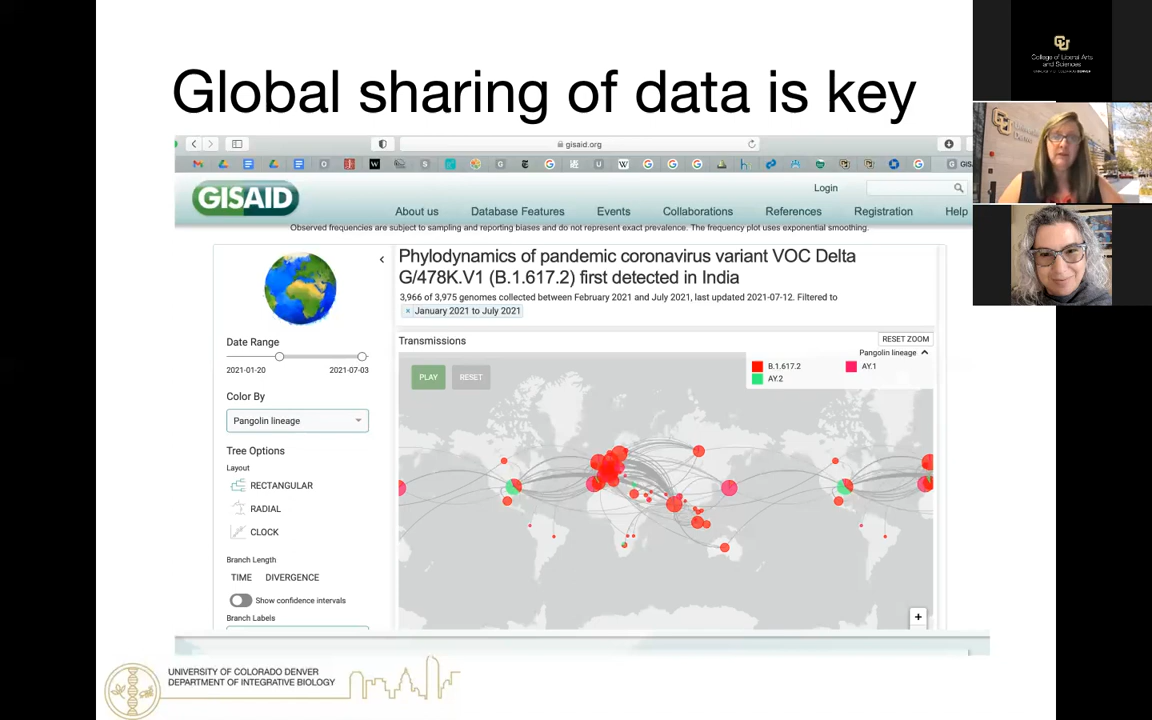 Global sharing of data is key
gisaid.org
GISAID
Login
About us
Database Features
Events
Collaborations
References
Registration
Help
Observed frequencies are subject to sampling and reporting biases and do not represent exact prevalence. The frequency plot uses exponential smoothing.
Phylodynamics of pandemic coronavirus variant VOC Delta
G/478K.V1 (B.1.617.2) first detected in India
3,966 of 3,975 genomes collected between February 2021 and July 2021, last updated 2021-07-12. Filtered to
× January 2021 to July 2021
Date Range
2021-01-20
2021-07-03
Color By
Pangolin lineage
Tree Options
Layout
RECTANGULAR
RADIAL
CLOCK
Branch Length
TIME DIVERGENCE
Show confidence intervals
Branch Labels
Transmissions
RESET ZOOM
Pangolin lineage
B.1.617.2
AY.1
AY.2
PLAY
RESET
+
UNIVERSITY OF COLORADO DENVER
DEPARTMENT OF INTEGRATIVE BIOLOGY
College of Liberal Arts
and Sciences